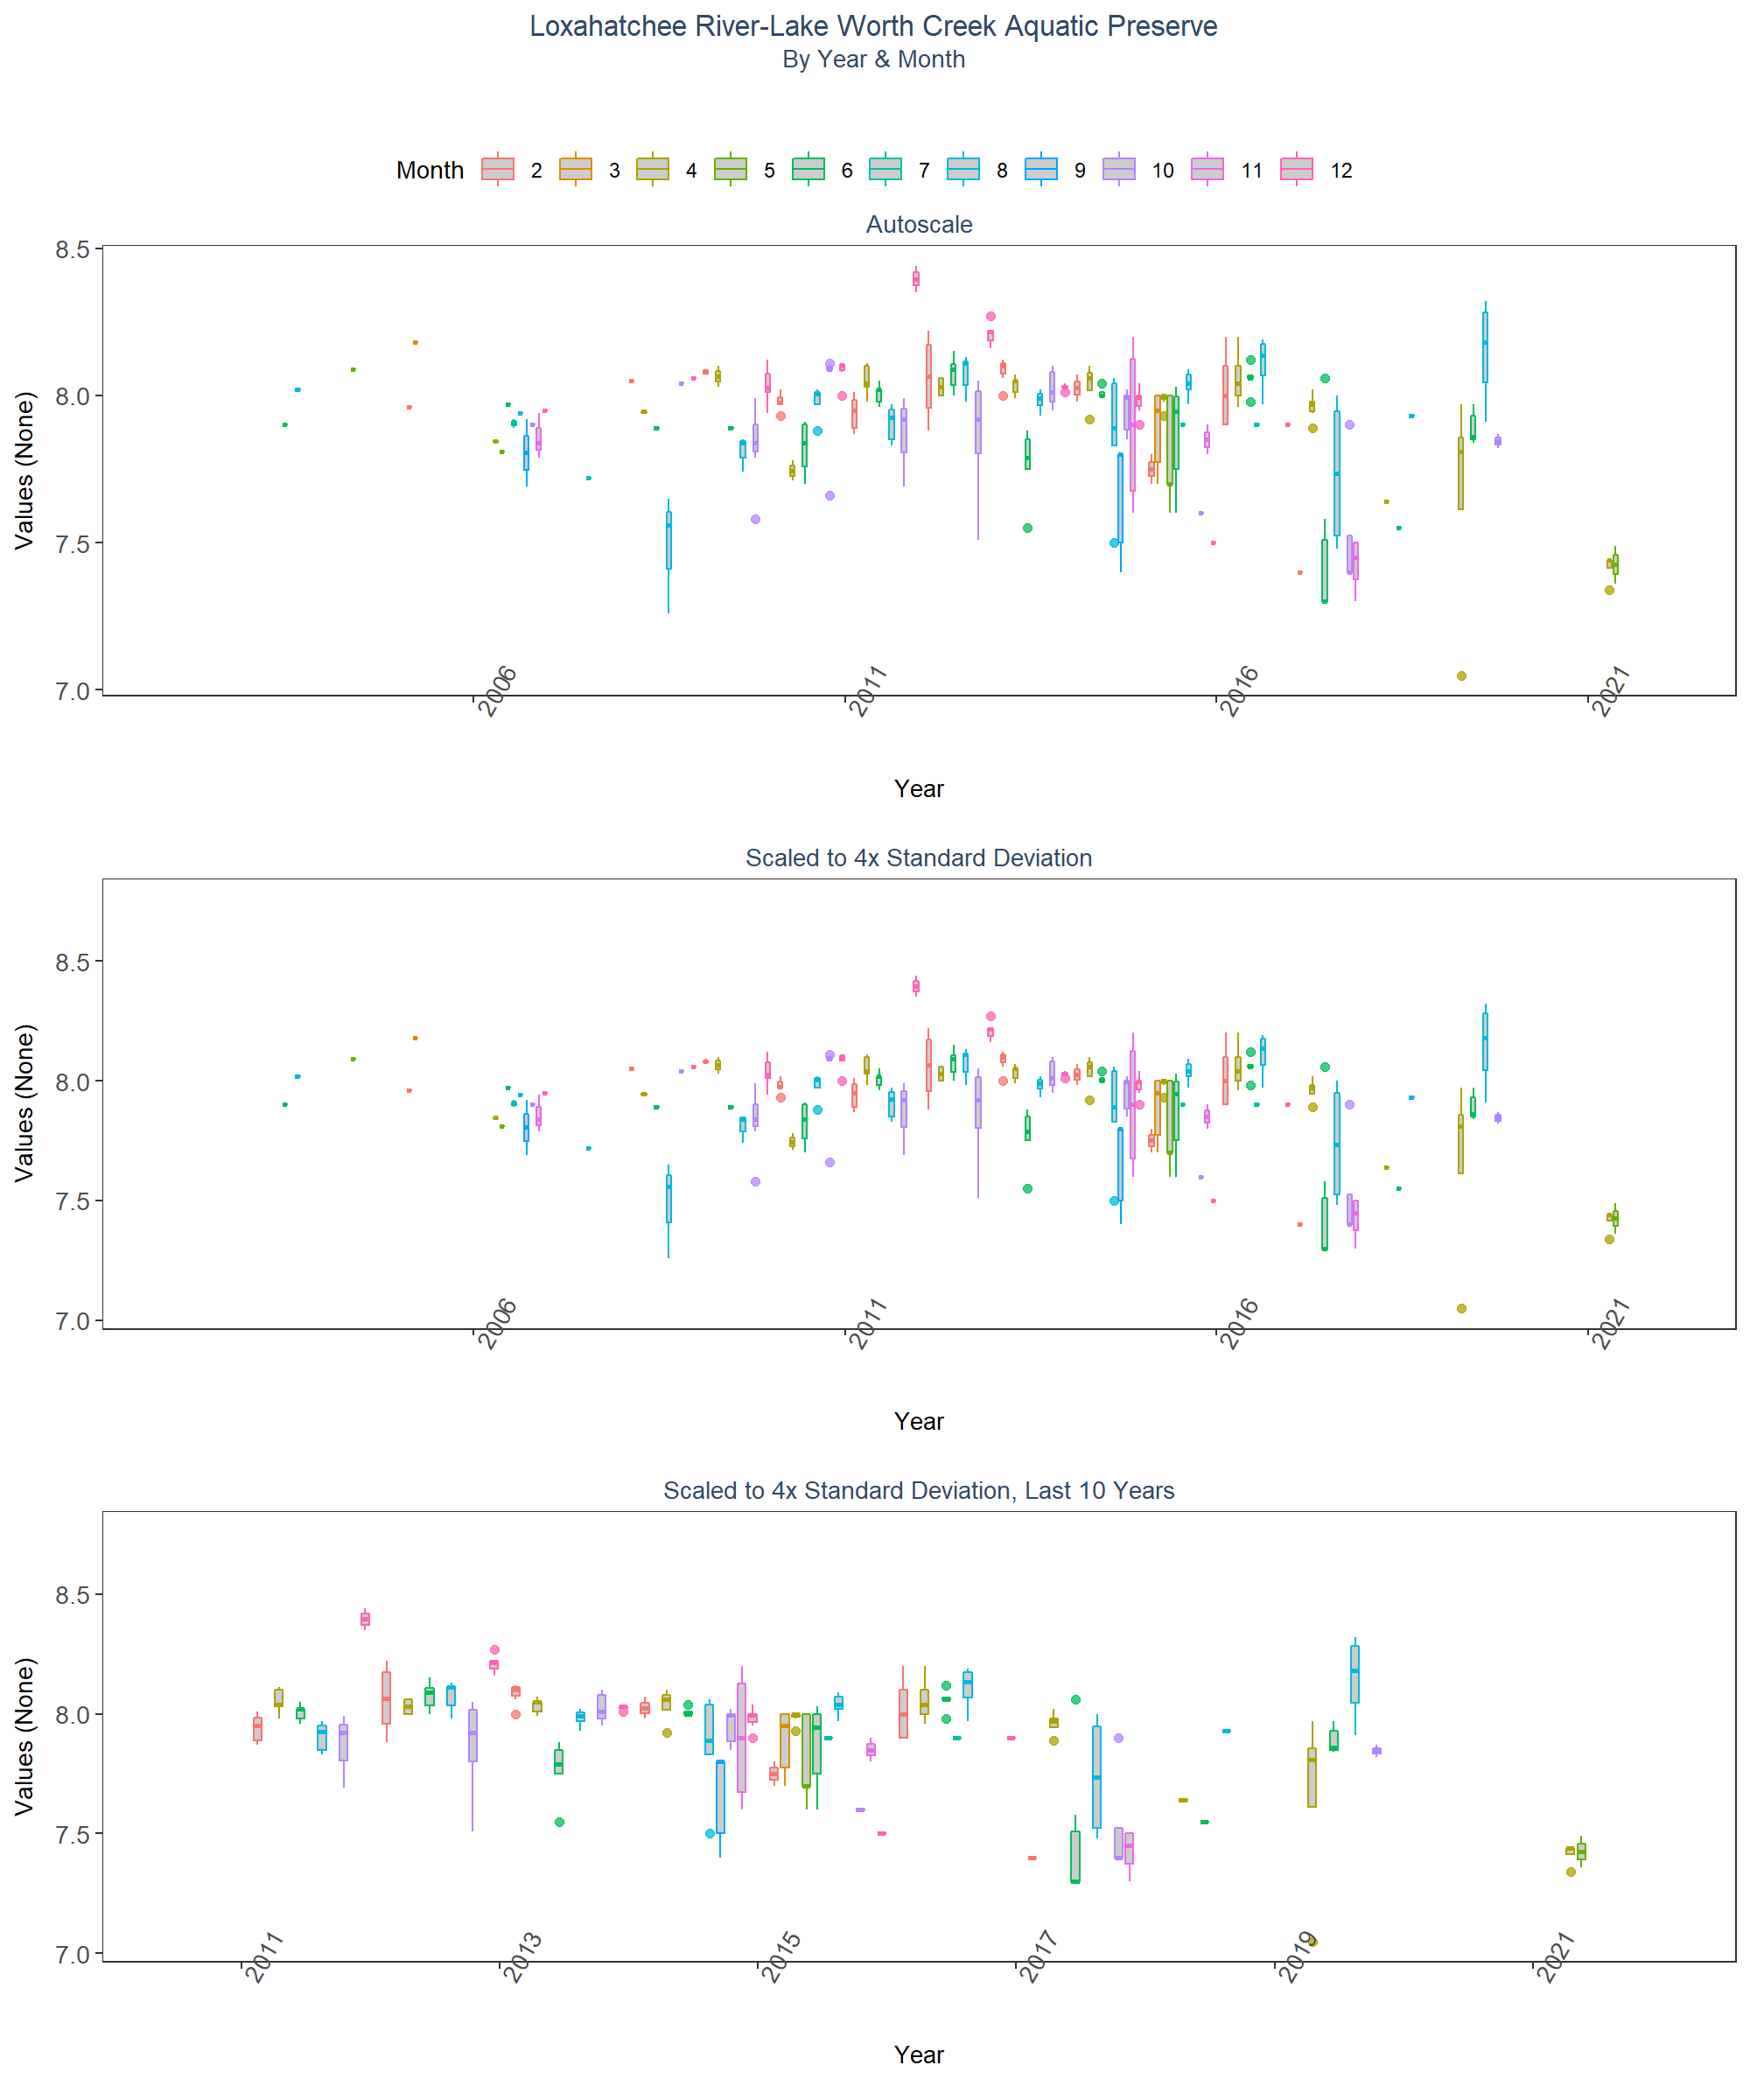 Loxahatchee River-Lake Worth Creek Aquatic Preserve
By Year & Month
Month 2 3 4 5 6 7 8 9 10 11 12
Autoscale
8.5
8.0
7.5
7.0
Values (None)
2006 2011 2016 2021
Year
Scaled to 4x Standard Deviation
8.5
8.0
7.5
7.0
Values (None)
2006 2011 2016 2021
Year
Scaled to 4x Standard Deviation, Last 10 Years
8.5
8.0
7.5
7.0
Values (None)
2011 2013 2015 2017 2019 2021
Year